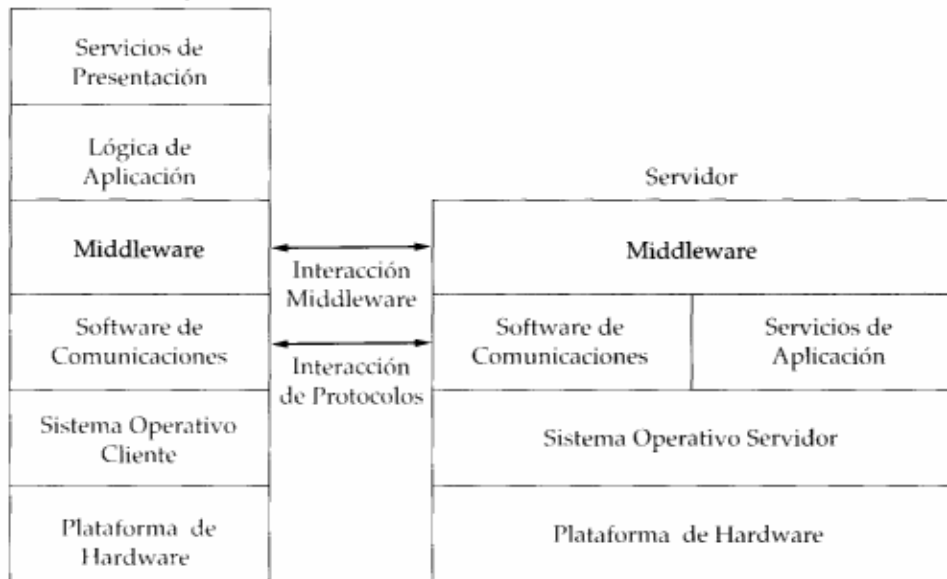 Servicios de
Presentación
Lógica de
Aplicación
Middleware
Software de
Comunicaciones
Sistema Operativo
Cliente
Plataforma de
Hardware
Interacción
Middleware
Interacción
de Protocolos
Servidor
Middleware
Software de
Comunicaciones
Servicios de
Aplicación
Sistema Operativo Servidor
Plataforma de Hardware